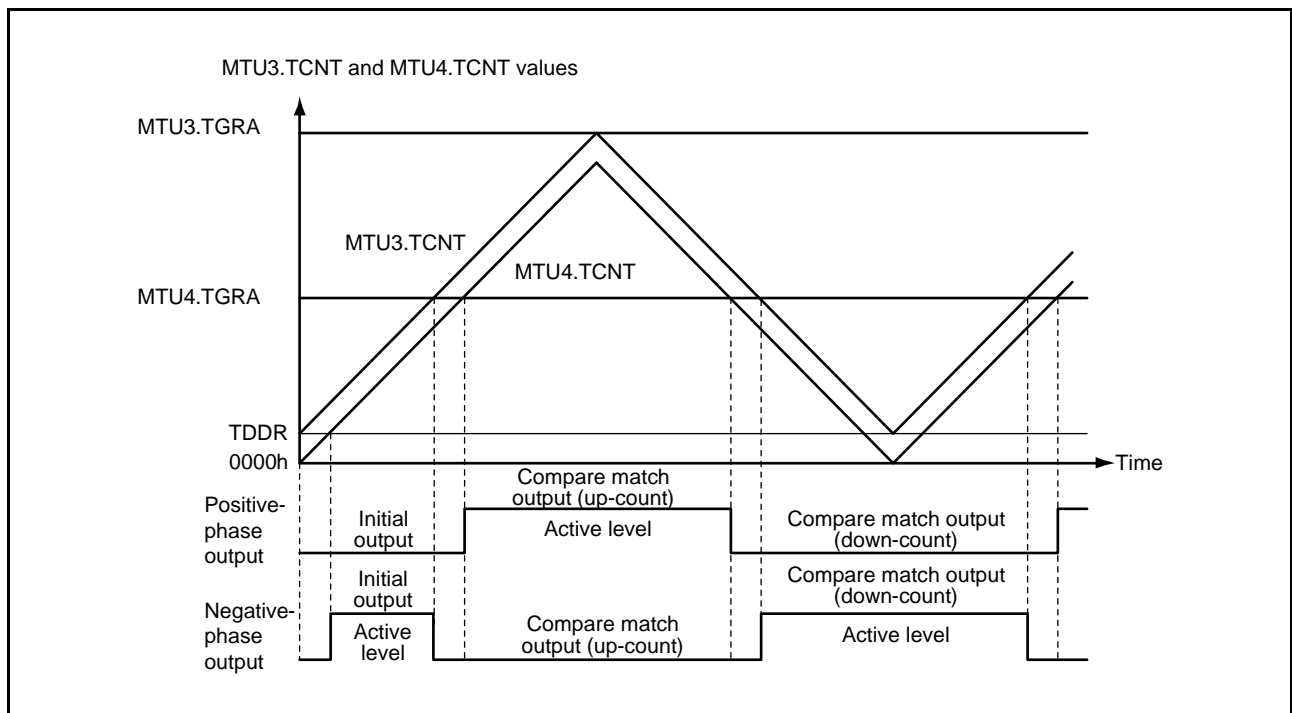 MTU3.TCNT and MTU4.TCNT values
MTU3.TGRA
MTU3.TCNT
MTU4.TCNT
MTU4.TGRA
TDDR
0000h
Time
Positive-
phase
output
Initial
output
Compare match
output (up-count)
Active level
Compare match output
(down-count)
Negative-
phase
output
Initial
output
Active
level
Compare match
output (up-count)
Compare match output
(down-count)
Active level